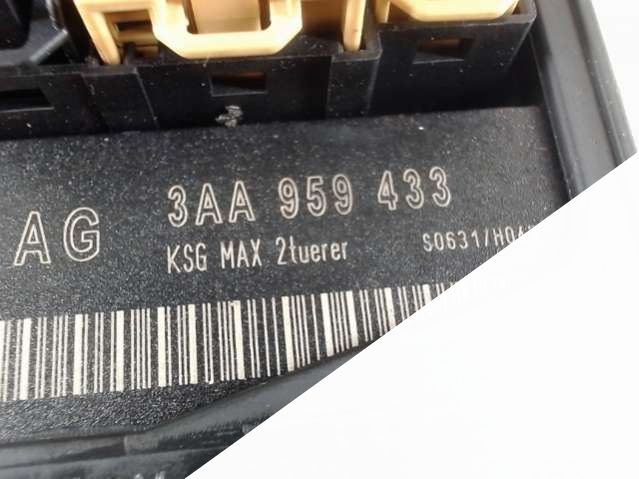 AG 3AA 959 433
KSG MAX 2tuerer